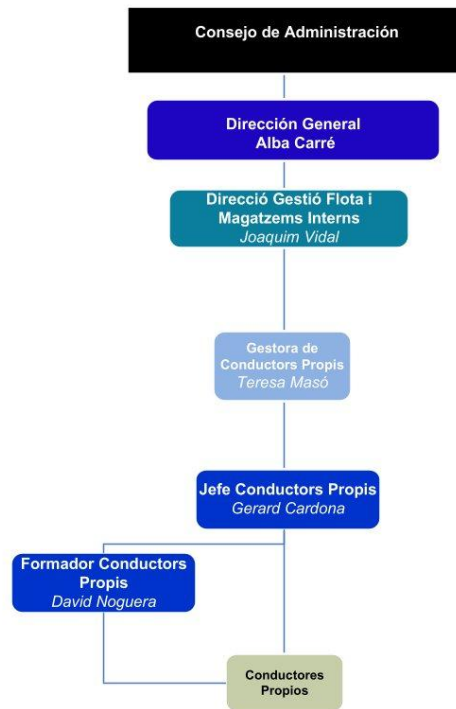 Consejo de Administración
Dirección General
Alba Carré
Direcció Gestió Flota i
Magatzems Interns
Joaquim Vidal
Gestora de
Conductors Propis
Teresa Masó
Jefe Conductors Propis
Gerard Cardona
Formador Conductors
Propis
David Noguera
Conductores
Propios